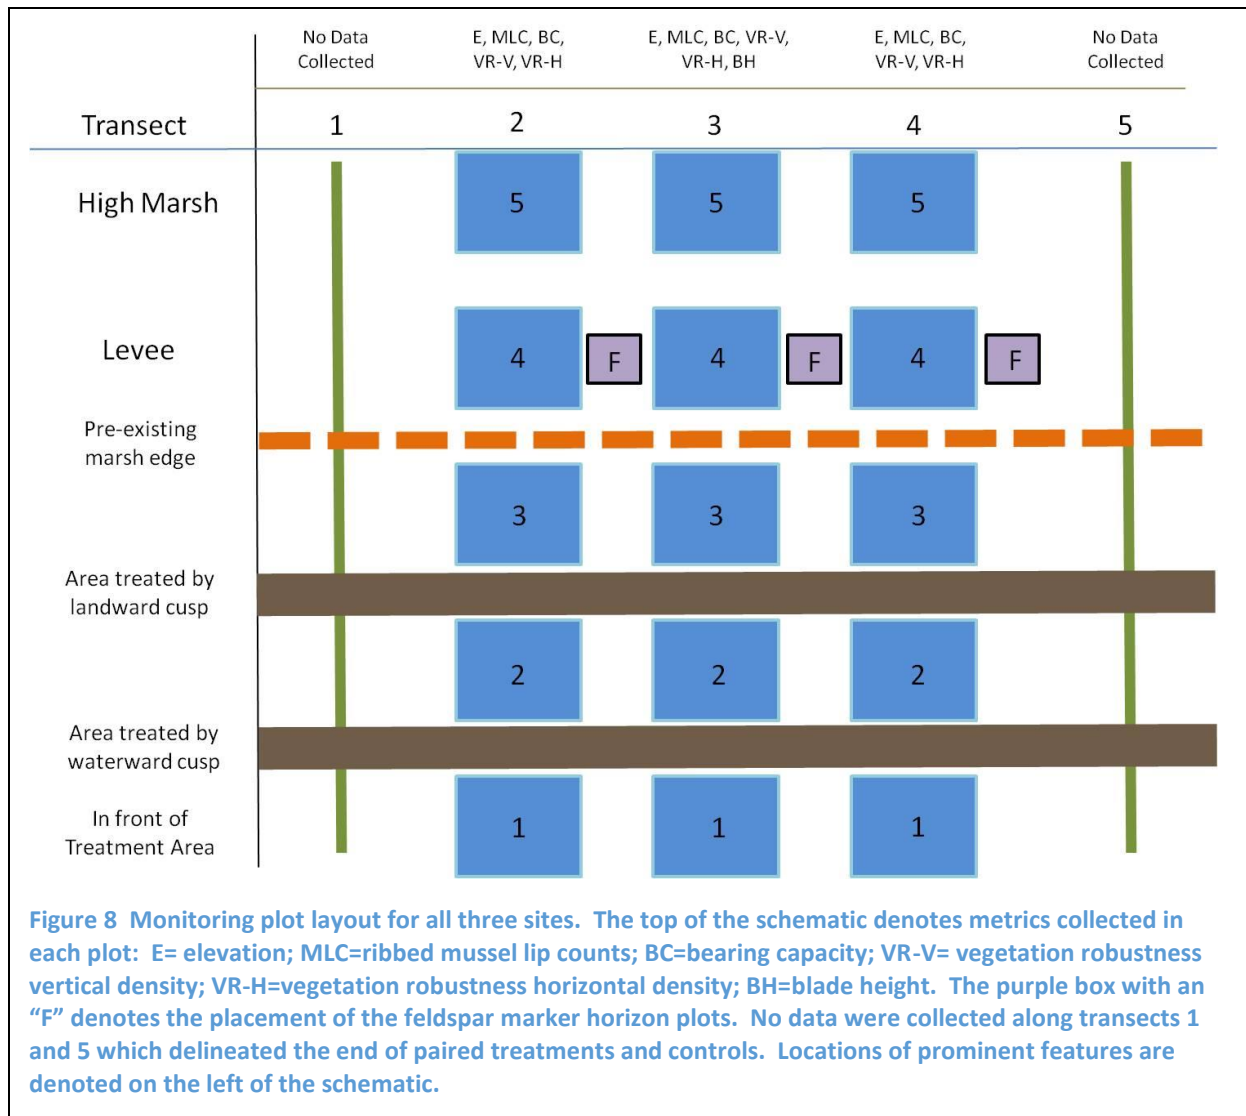 No Data
Collected
E, MLC, BC,
VR-V, VR-H
E, MLC, BC, VR-V,
VR-H, BH
E, MLC, BC,
VR-V, VR-H
No Data
Collected
Transect 1 2 3 4 5
High Marsh 5 5 5
Levee 4 F 4 F 4 F
Pre-existing
marsh edge
3 3 3
Area treated by
landward cusp
2 2 2
Area treated by
waterward cusp
In front of
Treatment Area
1 1 1
Figure 8 Monitoring plot layout for all three sites. The top of the schematic denotes metrics collected in
each plot: E= elevation; MLC=ribbed mussel lip counts; BC=bearing capacity; VR-V= vegetation robustness
vertical density; VR-H=vegetation robustness horizontal density; BH=blade height. The purple box with an
“F” denotes the placement of the feldspar marker horizon plots. No data were collected along transects 1
and 5 which delineated the end of paired treatments and controls. Locations of prominent features are
denoted on the left of the schematic.